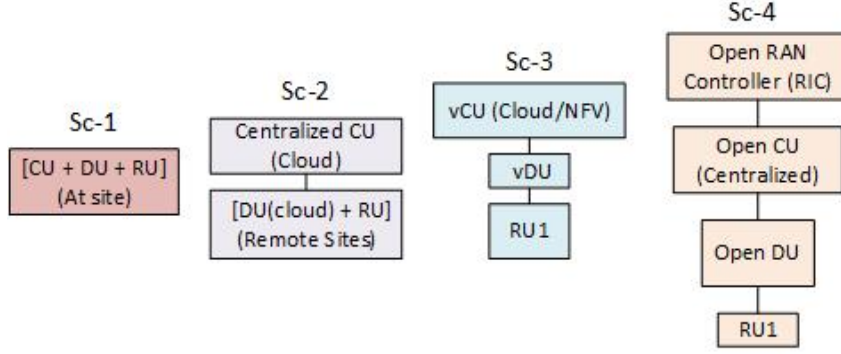 Sc-1
[CU + DU + RU]
(At site)
Sc-2
Centralized CU
(Cloud)
[DU(cloud) + RU]
(Remote Sites)
Sc-3
vCU (Cloud/NFV)
vDU
RU1
Sc-4
Open RAN
Controller (RIC)
Open CU
(Centralized)
Open DU
RU1